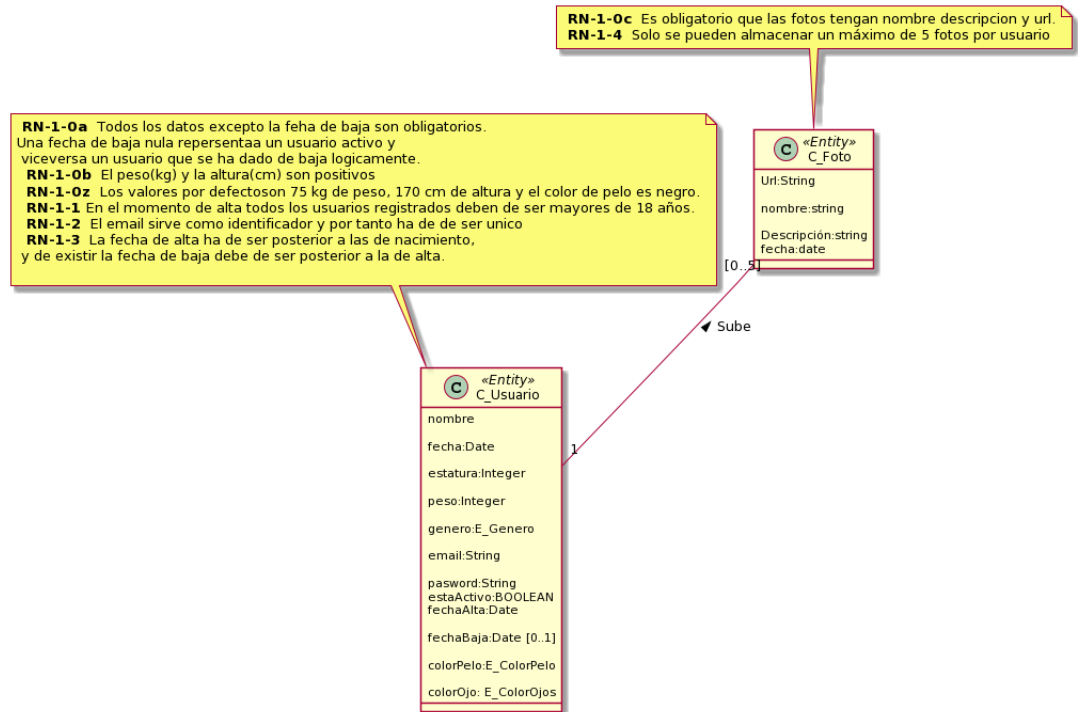 RN-1-0c Es obligatorio que las fotos tengan nombre descripcion y url.
RN-1-4 Solo se pueden almacenar un máximo de 5 fotos por usuario
RN-1-0a Todos los datos excepto la feha de baja son obligatorios.
Una fecha de baja nula repersentaa un usuario activo y
viceversa un usuario que se ha dado de baja logicamente.
RN-1-0b El peso(kg) y la altura(cm) son positivos
RN-1-0z Los valores por defectoson 75 kg de peso, 170 cm de altura y el color de pelo es negro.
RN-1-1 En el momento de alta todos los usuarios registrados deben de ser mayores de 18 años.
RN-1-2 El email sirve como identificador y por tanto ha de de ser unico
RN-1-3 La fecha de alta ha de ser posterior a las de nacimiento,
y de existir la fecha de baja debe de ser posterior a la de alta.
C
«Entity»
C_Foto
Url:String
nombre:string
Descripción:string
fecha:date
[0..5]
Sube
1
C
«Entity»
C_Usuario
nombre
fecha:Date
estatura:Integer
peso:Integer
genero:E_Genero
email:String
pasword:String
estaActivo:BOOLEAN
fechaAlta:Date
fechaBaja:Date [0..1]
colorPelo:E_ColorPelo
colorOjo: E_ColorOjos